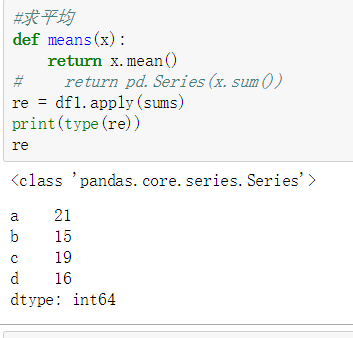 #求平均
def means(x):
    return x.mean()
#     return pd.Series(x.sum())
re = df1.apply(sums)
print(type(re))
re
<class 'pandas.core.series.Series'>
a    21
b    15
c    19
d    16
dtype: int64